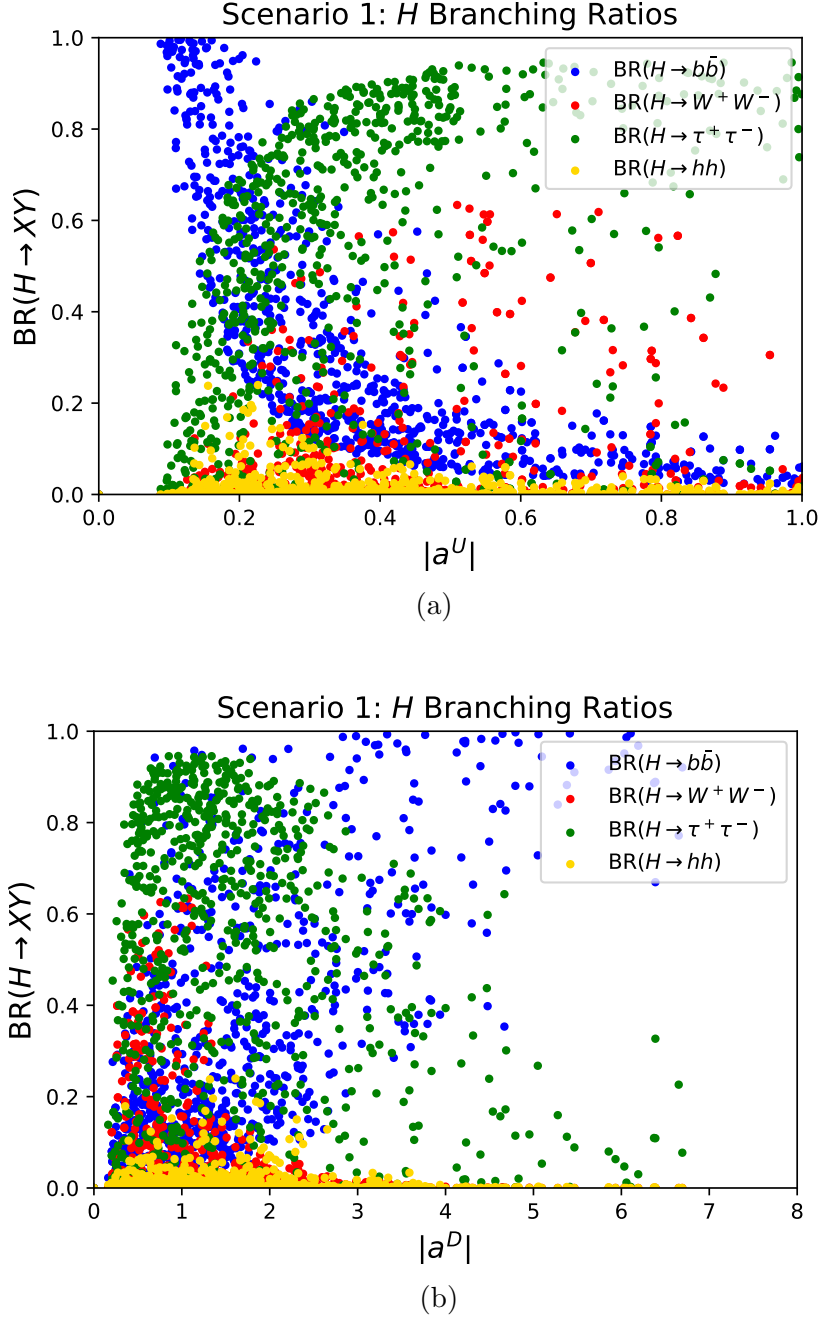 Scenario 1: H Branching Ratios
BR(H → XY)
1.0
0.8
0.6
0.4
0.2
0.0
BR(H → bb̄)
BR(H → W⁺W⁻)
BR(H → τ⁺τ⁻)
BR(H → hh)
0.0 0.2 0.4 0.6 0.8 1.0
|a^U|
(a)
Scenario 1: H Branching Ratios
BR(H → XY)
1.0
0.8
0.6
0.4
0.2
0.0
BR(H → bb̄)
BR(H → W⁺W⁻)
BR(H → τ⁺τ⁻)
BR(H → hh)
0 1 2 3 4 5 6 7 8
|a^D|
(b)